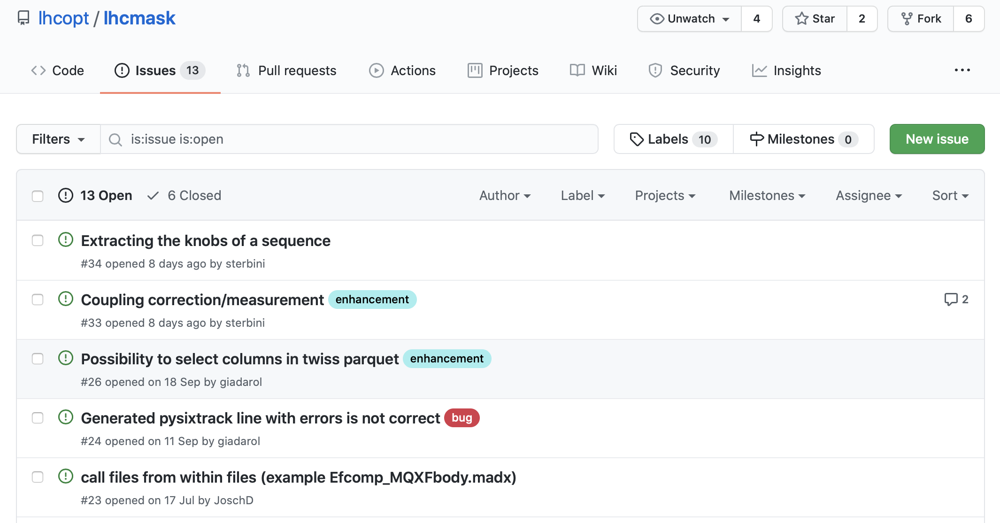 lhcopt / lhcmask
Unwatch 4 Star 2 Fork 6
Code Issues 13 Pull requests Actions Projects Wiki Security Insights ...
Filters is:issue is:open Labels 10 Milestones 0 New issue
13 Open 6 Closed Author Label Projects Milestones Assignee Sort
Extracting the knobs of a sequence
#34 opened 8 days ago by sterbini
Coupling correction/measurement enhancement 2
#33 opened 8 days ago by sterbini
Possibility to select columns in twiss parquet enhancement
#26 opened on 18 Sep by giadarol
Generated pysixtrack line with errors is not correct bug
#24 opened on 11 Sep by giadarol
call files from within files (example Efcomp_MQXFbody.madx)
#23 opened on 17 Jul by JoschD